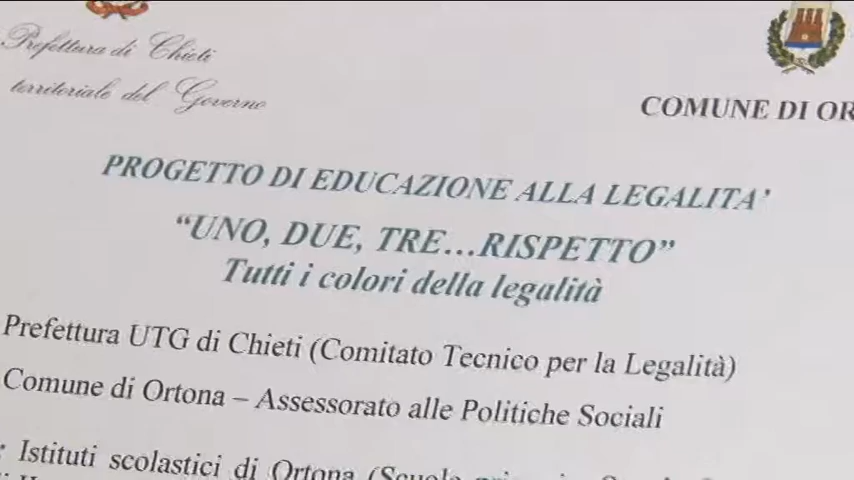 Prefettura di Chieti
territoriale del Governo
COMUNE DI OR
PROGETTO DI EDUCAZIONE ALLA LEGALITA’
“UNO, DUE, TRE…RISPETTO”
Tutti i colori della legalità
Prefettura UTG di Chieti (Comitato Tecnico per la Legalità)
Comune di Ortona – Assessorato alle Politiche Sociali
: Istituti scolastici di Ortona (Scuola